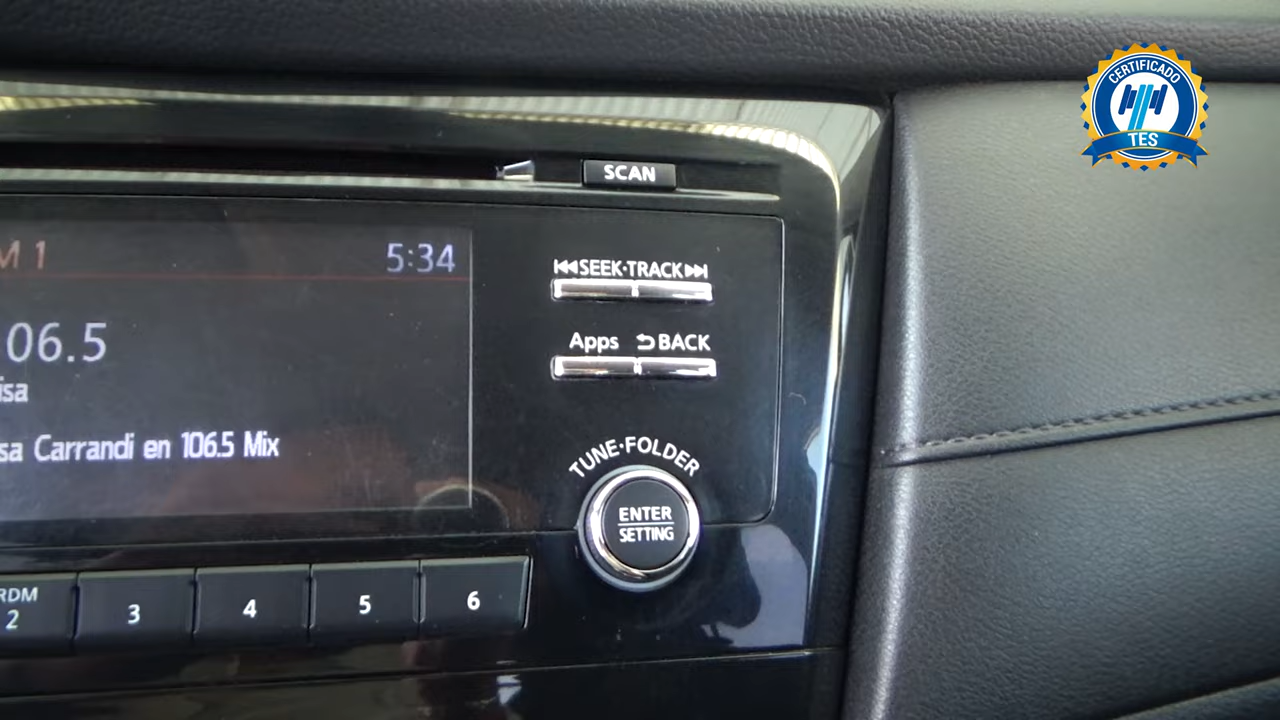 CERTIFICADO
TES
SCAN
M 1
5:34
SEEK·TRACK
06.5
isa
Apps
BACK
sa Carrandi en 106.5 Mix
TUNE·FOLDER
ENTER
SETTING
RDM
2
3
4
5
6